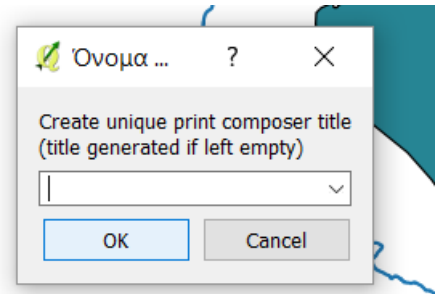 Όνομα ... ?
Create unique print composer title
(title generated if left empty)
OK Cancel